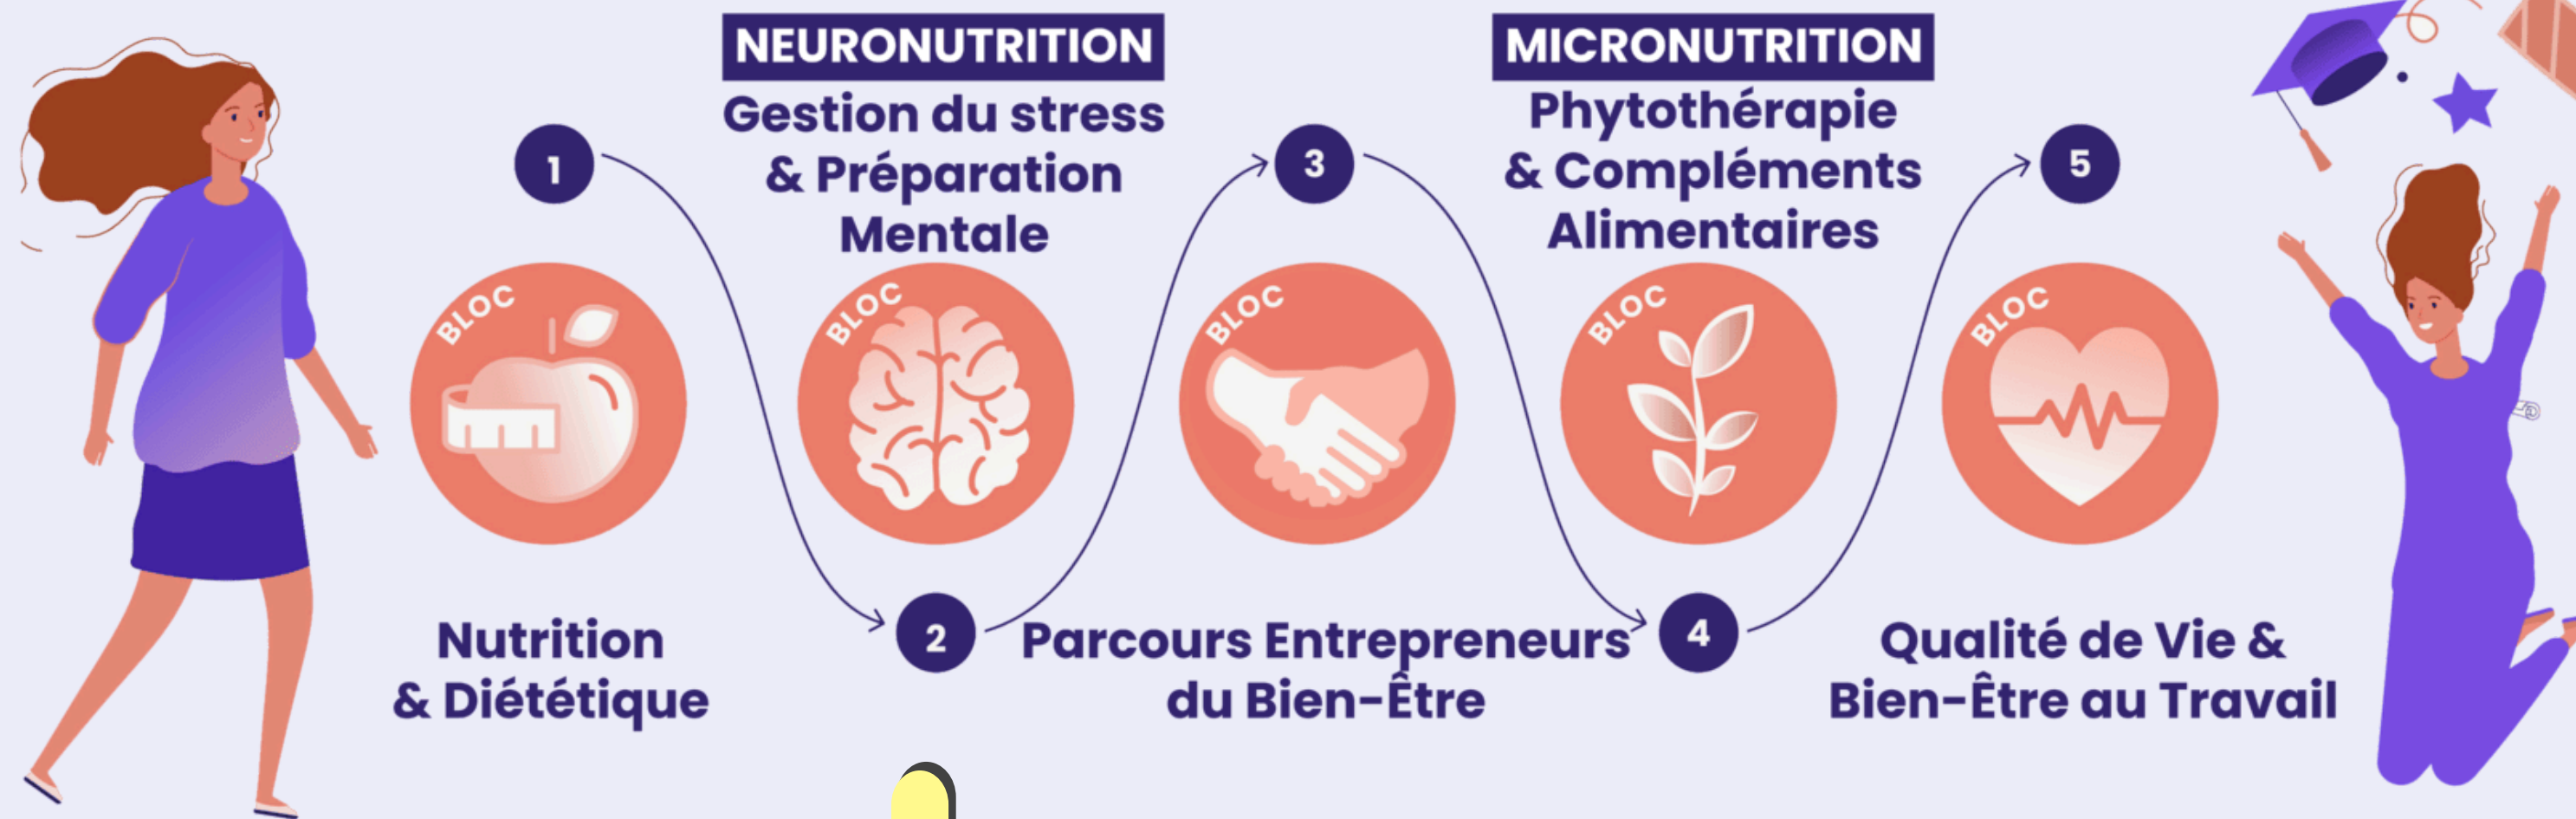 1
BLOC
Nutrition
& Diététique
NEURONUTRITION
Gestion du stress
& Préparation
Mentale
BLOC
2
3
BLOC
Parcours Entrepreneurs
du Bien-Être
MICRONUTRITION
Phytothérapie
& Compléments
Alimentaires
BLOC
4
5
BLOC
Qualité de Vie &
Bien-Être au Travail